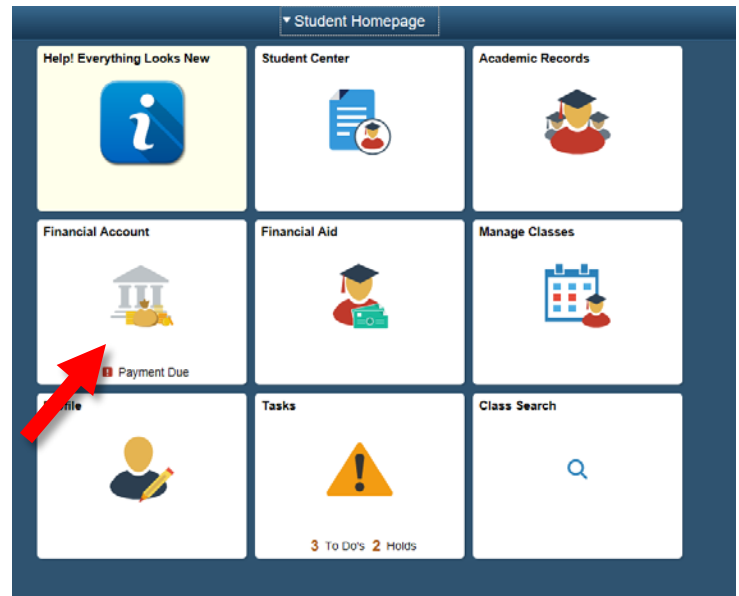 Student Homepage
Help! Everything Looks New
Student Center
Academic Records
i
Financial Account
Financial Aid
Manage Classes
! Payment Due
Tasks
Class Search
!
3 To Do's 2 Holds